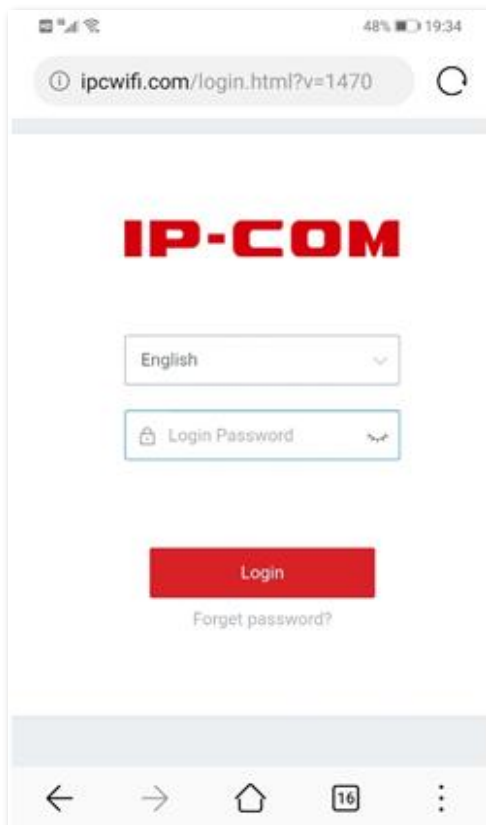 48% 19:34
ipcwifi.com/login.html?v=1470
IP-COM
English
Login Password
Login
Forget password?
16